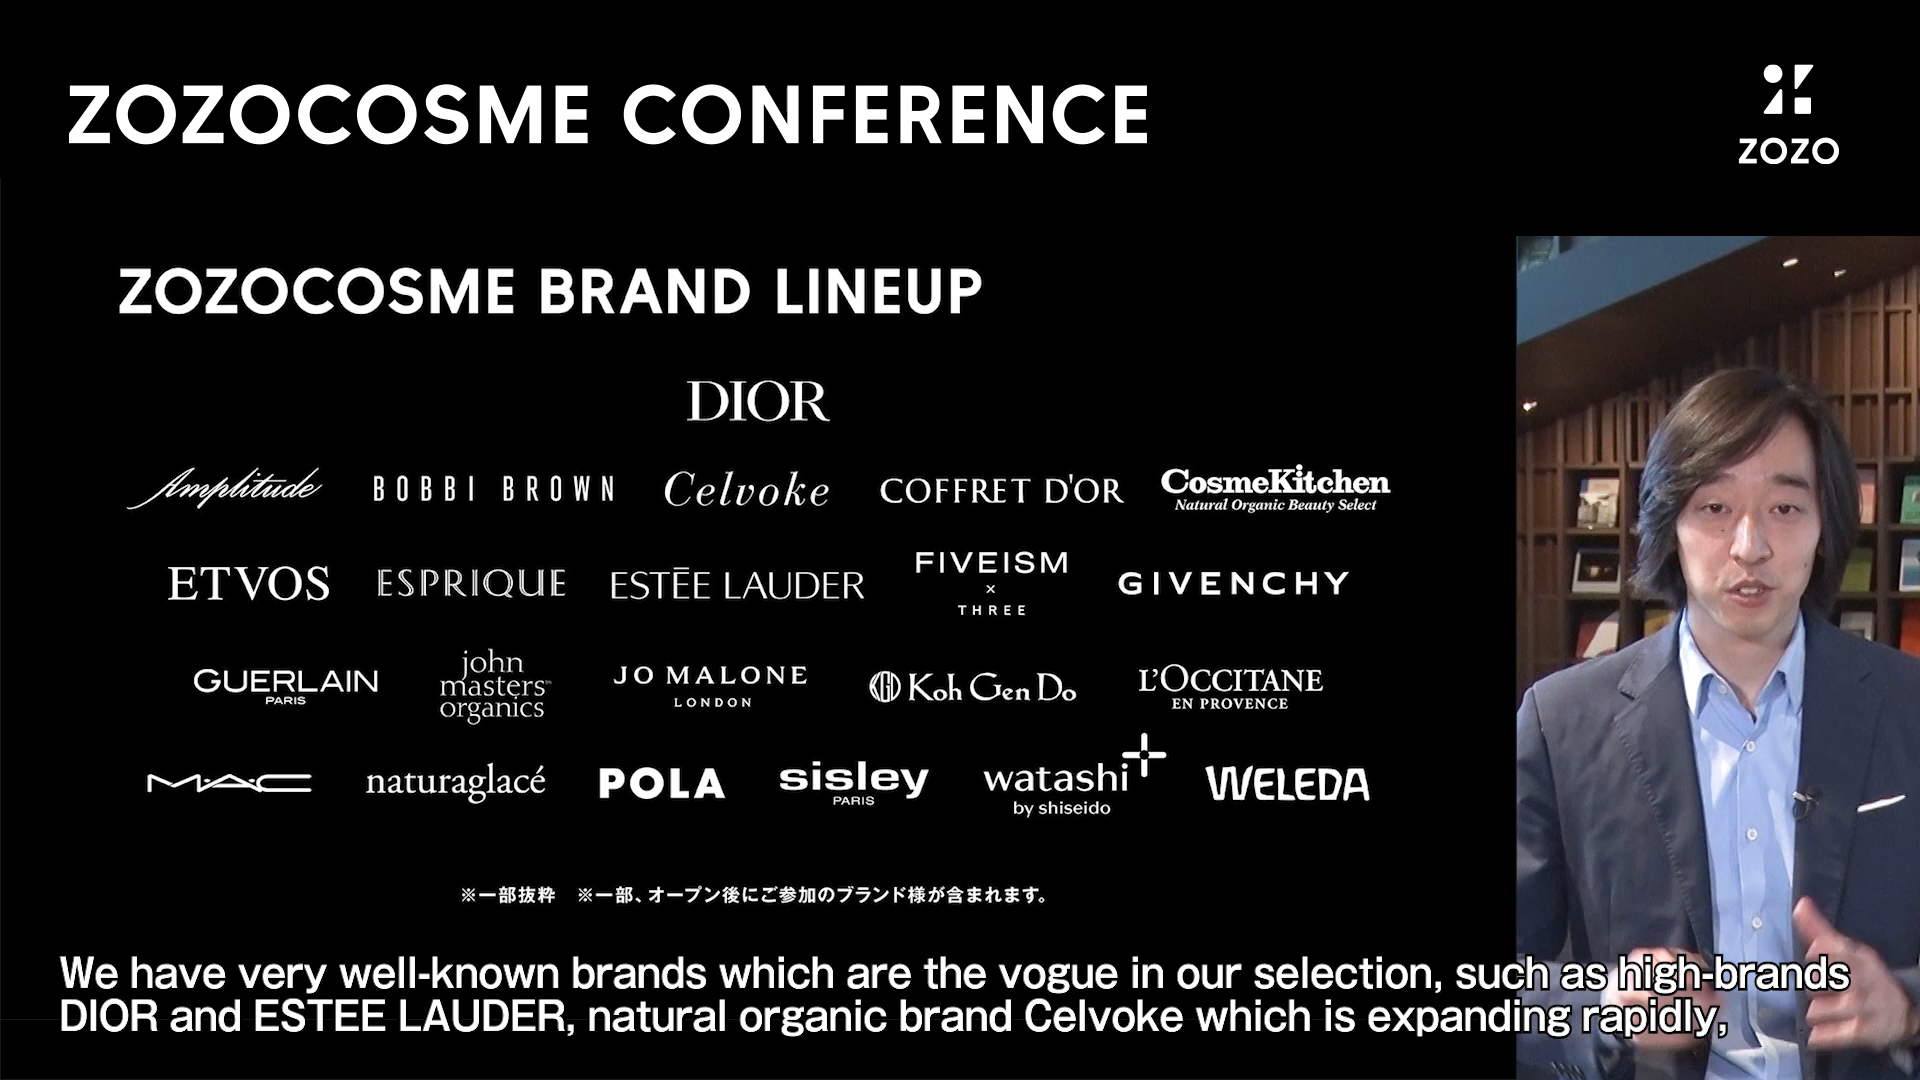 ZOZOCOSME CONFERENCE
ZOZO
ZOZOCOSME BRAND LINEUP
DIOR
Amplitude
BOBBI BROWN
Celvoke
COFFRET D'OR
CosmeKitchen
Natural Organic Beauty Select
ETVOS
ESPRIQUE
ESTĒE LAUDER
FIVEISM
×
THREE
GIVENCHY
GUERLAIN
PARIS
john
masters™
organics
JO MALONE
LONDON
KGD Koh Gen Do
L'OCCITANE
EN PROVENCE
M·A·C
naturaglacé
POLA
sisley
PARIS
watashi+
by shiseido
WELEDA
※一部抜粋　※一部、オープン後にご参加のブランド様が含まれます。
We have very well-known brands which are the vogue in our selection, such as high-brands
DIOR and ESTEE LAUDER, natural organic brand Celvoke which is expanding rapidly,